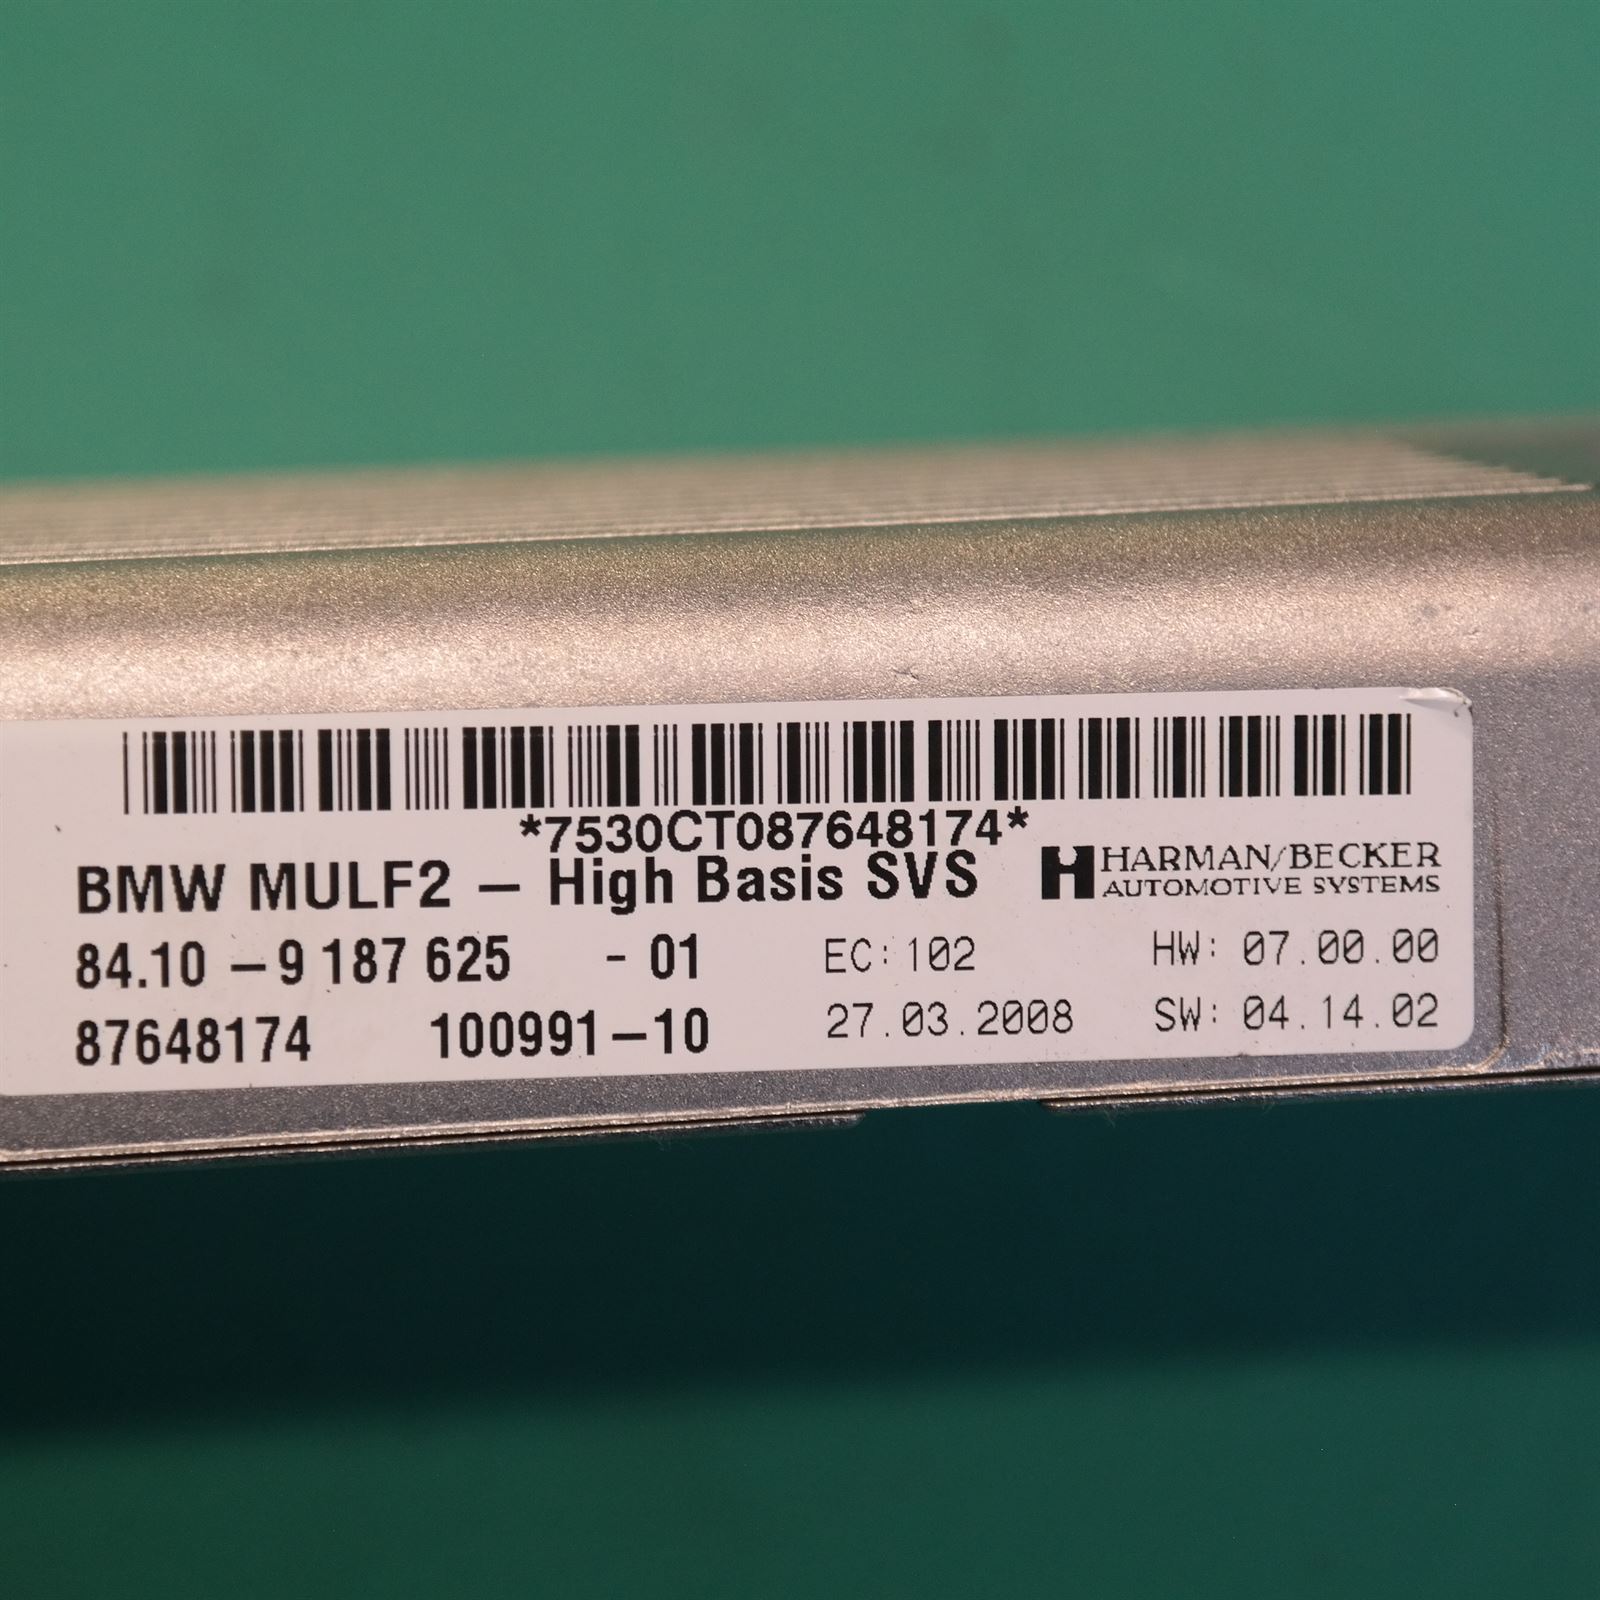 *7530CT087648174*
BMW MULF2 – High Basis SVS
HARMAN/BECKER
AUTOMOTIVE SYSTEMS
84.10 –9 187 625 - 01 EC: 102 HW: 07.00.00
87648174 100991–10 27.03.2008 SW: 04.14.02